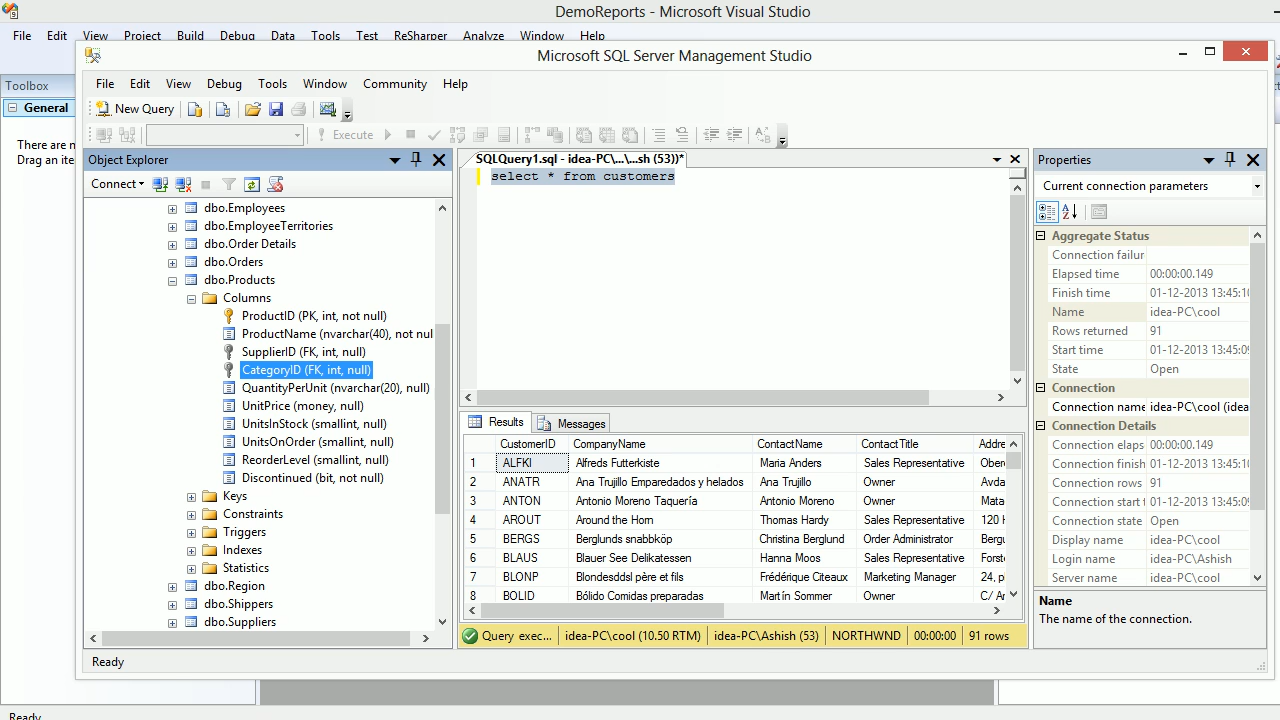 DemoReports - Microsoft Visual Studio
File Edit View Project Build Debug Data Tools Test ReSharper Analyze Window Help
Microsoft SQL Server Management Studio
File Edit View Debug Tools Window Community Help
New Query
Execute
Toolbox
General
There are n
Drag an ite
Object Explorer
Connect
dbo.Employees
dbo.EmployeeTerritories
dbo.Order Details
dbo.Orders
dbo.Products
Columns
ProductID (PK, int, not null)
ProductName (nvarchar(40), not nul
SupplierID (FK, int, null)
CategoryID (FK, int, null)
QuantityPerUnit (nvarchar(20), null)
UnitPrice (money, null)
UnitsInStock (smallint, null)
UnitsOnOrder (smallint, null)
ReorderLevel (smallint, null)
Discontinued (bit, not null)
Keys
Constraints
Triggers
Indexes
Statistics
dbo.Region
dbo.Shippers
dbo.Suppliers
SQLQuery1.sql - idea-PC\...\...sh (53))*
select * from customers
Results Messages
CustomerID CompanyName ContactName ContactTitle Addre
1 ALFKI Alfreds Futterkiste Maria Anders Sales Representative Ober
2 ANATR Ana Trujillo Emparedados y helados Ana Trujillo Owner Avda
3 ANTON Antonio Moreno Taquería Antonio Moreno Owner Mata
4 AROUT Around the Horn Thomas Hardy Sales Representative 120 H
5 BERGS Berglunds snabbköp Christina Berglund Order Administrator Bergu
6 BLAUS Blauer See Delikatessen Hanna Moos Sales Representative Forste
7 BLONP Blondesddsl père et fils Frédérique Citeaux Marketing Manager 24, p
8 BOLID Bólido Comidas preparadas Martín Sommer Owner C/ Ar
Query exec... idea-PC\cool (10.50 RTM) idea-PC\Ashish (53) NORTHWND 00:00:00 91 rows
Properties
Current connection parameters
Aggregate Status
Connection failur
Elapsed time 00:00:00.149
Finish time 01-12-2013 13:45:10
Name idea-PC\cool
Rows returned 91
Start time 01-12-2013 13:45:09
State Open
Connection
Connection name idea-PC\cool (idea
Connection Details
Connection elaps 00:00:00.149
Connection finish 01-12-2013 13:45:10
Connection rows 91
Connection start t 01-12-2013 13:45:09
Connection state Open
Display name idea-PC\cool
Login name idea-PC\Ashish
Server name idea-PC\cool
Name
The name of the connection.
Ready
Ready